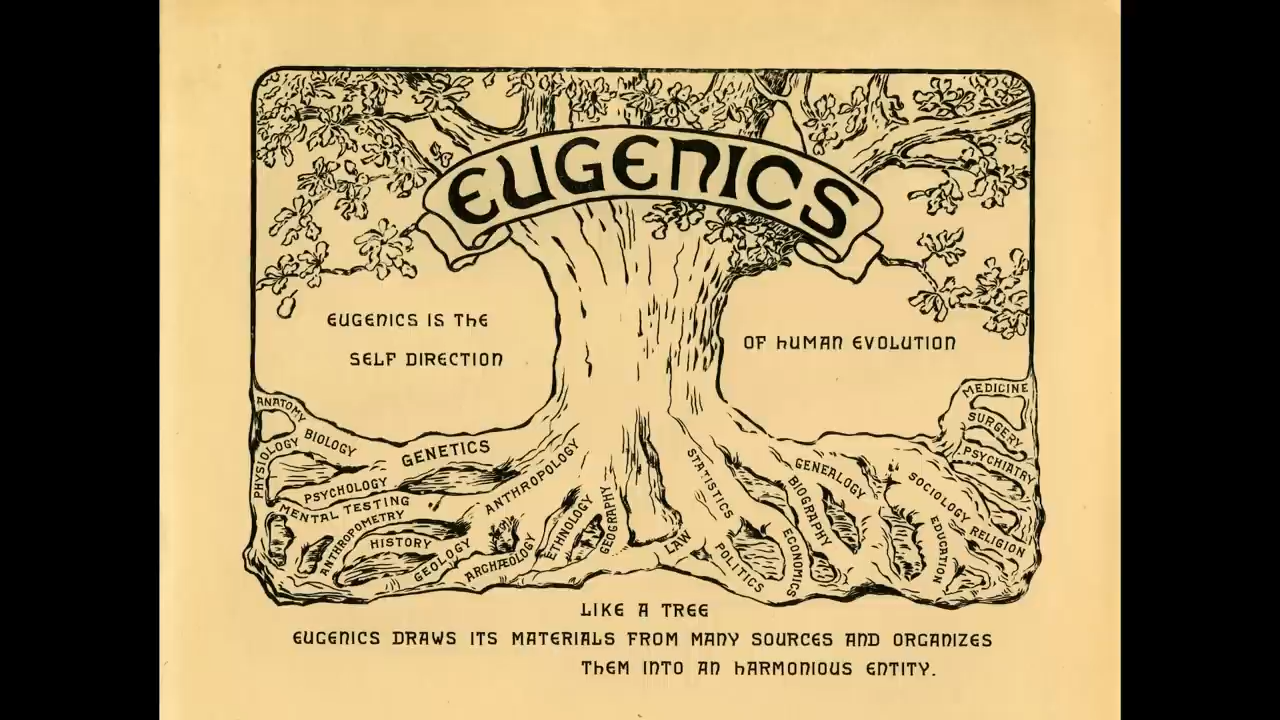 EUGENICS
EUGENICS IS THE
SELF DIRECTION
OF HUMAN EVOLUTION
ANATOMY
PHYSIOLOGY
BIOLOGY
GENETICS
PSYCHOLOGY
MENTAL TESTING
ANTHROPOMETRY
HISTORY
GEOLOGY
ANTHROPOLOGY
ARCHÆOLOGY
ETHNOLOGY
GEOGRAPHY
LAW
STATISTICS
POLITICS
ECONOMICS
BIOGRAPHY
GENEALOGY
EDUCATION
SOCIOLOGY
RELIGION
PSYCHIATRY
SURGERY
MEDICINE
LIKE A TREE
EUGENICS DRAWS ITS MATERIALS FROM MANY SOURCES AND ORGANIZES
THEM INTO AN HARMONIOUS ENTITY.